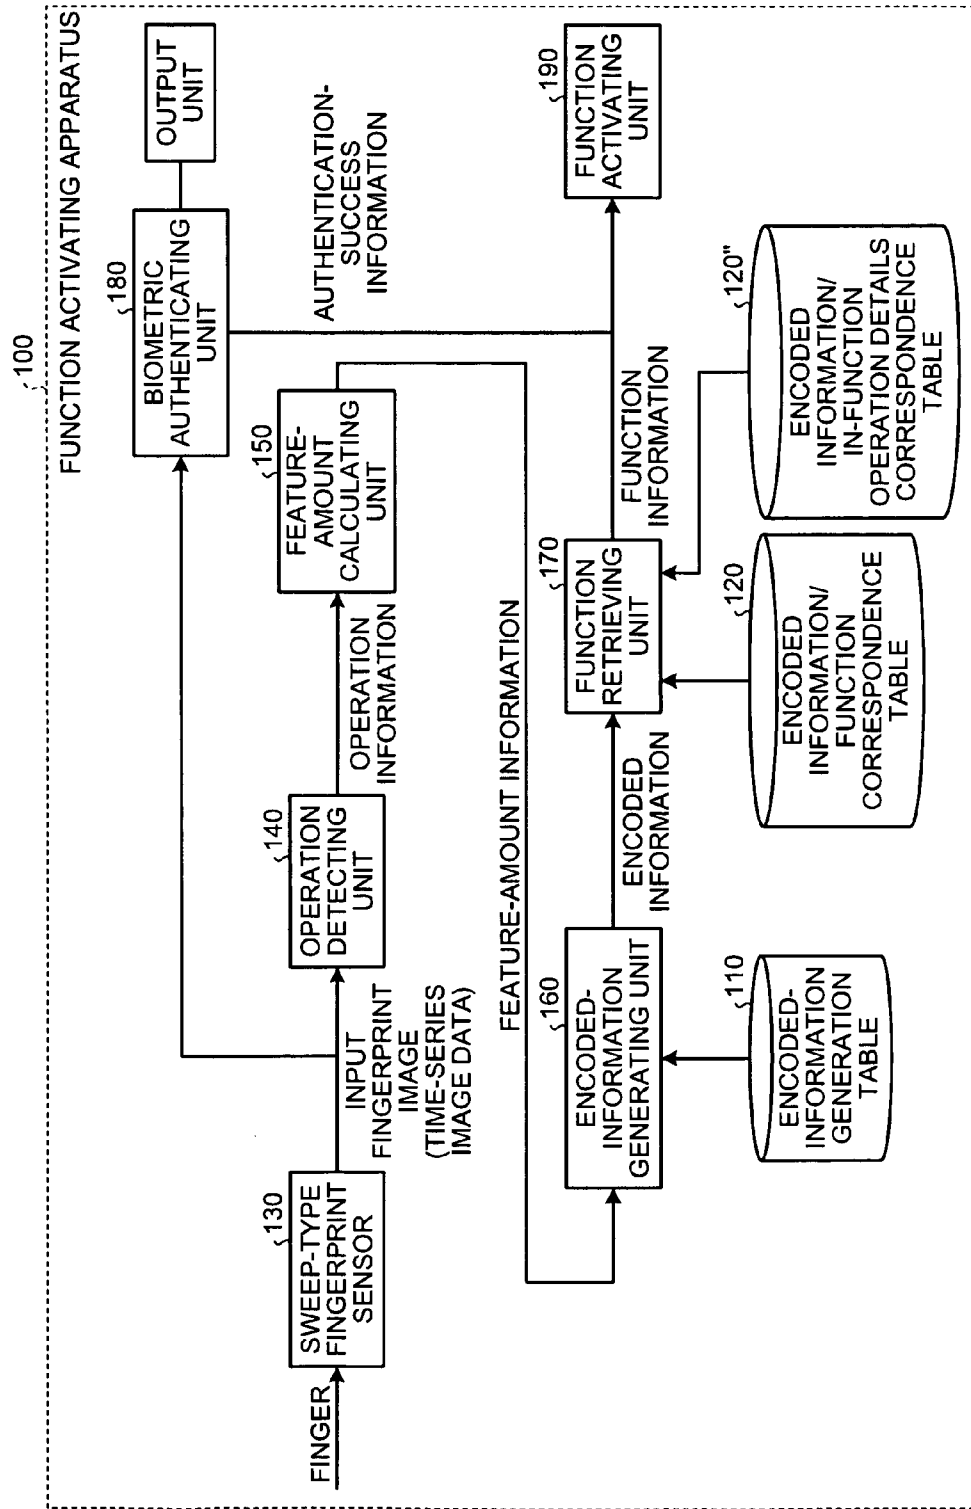 100
FUNCTION ACTIVATING APPARATUS
FINGER
130
SWEEP-TYPE
FINGERPRINT
SENSOR
INPUT
FINGERPRINT
IMAGE
(TIME-SERIES
IMAGE DATA)
140
OPERATION
DETECTING
UNIT
OPERATION
INFORMATION
150
FEATURE-
AMOUNT
CALCULATING
UNIT
180
BIOMETRIC
AUTHENTICATING
UNIT
OUTPUT
UNIT
AUTHENTICATION-
SUCCESS
INFORMATION
FEATURE-AMOUNT INFORMATION
160
ENCODED-
INFORMATION
GENERATING UNIT
ENCODED
INFORMATION
170
FUNCTION
RETRIEVING
UNIT
FUNCTION
INFORMATION
190
FUNCTION
ACTIVATING
UNIT
110
ENCODED-
INFORMATION
GENERATION
TABLE
120
ENCODED
INFORMATION/
FUNCTION
CORRESPONDENCE
TABLE
120"
ENCODED
INFORMATION/
IN-FUNCTION
OPERATION DETAILS
CORRESPONDENCE
TABLE